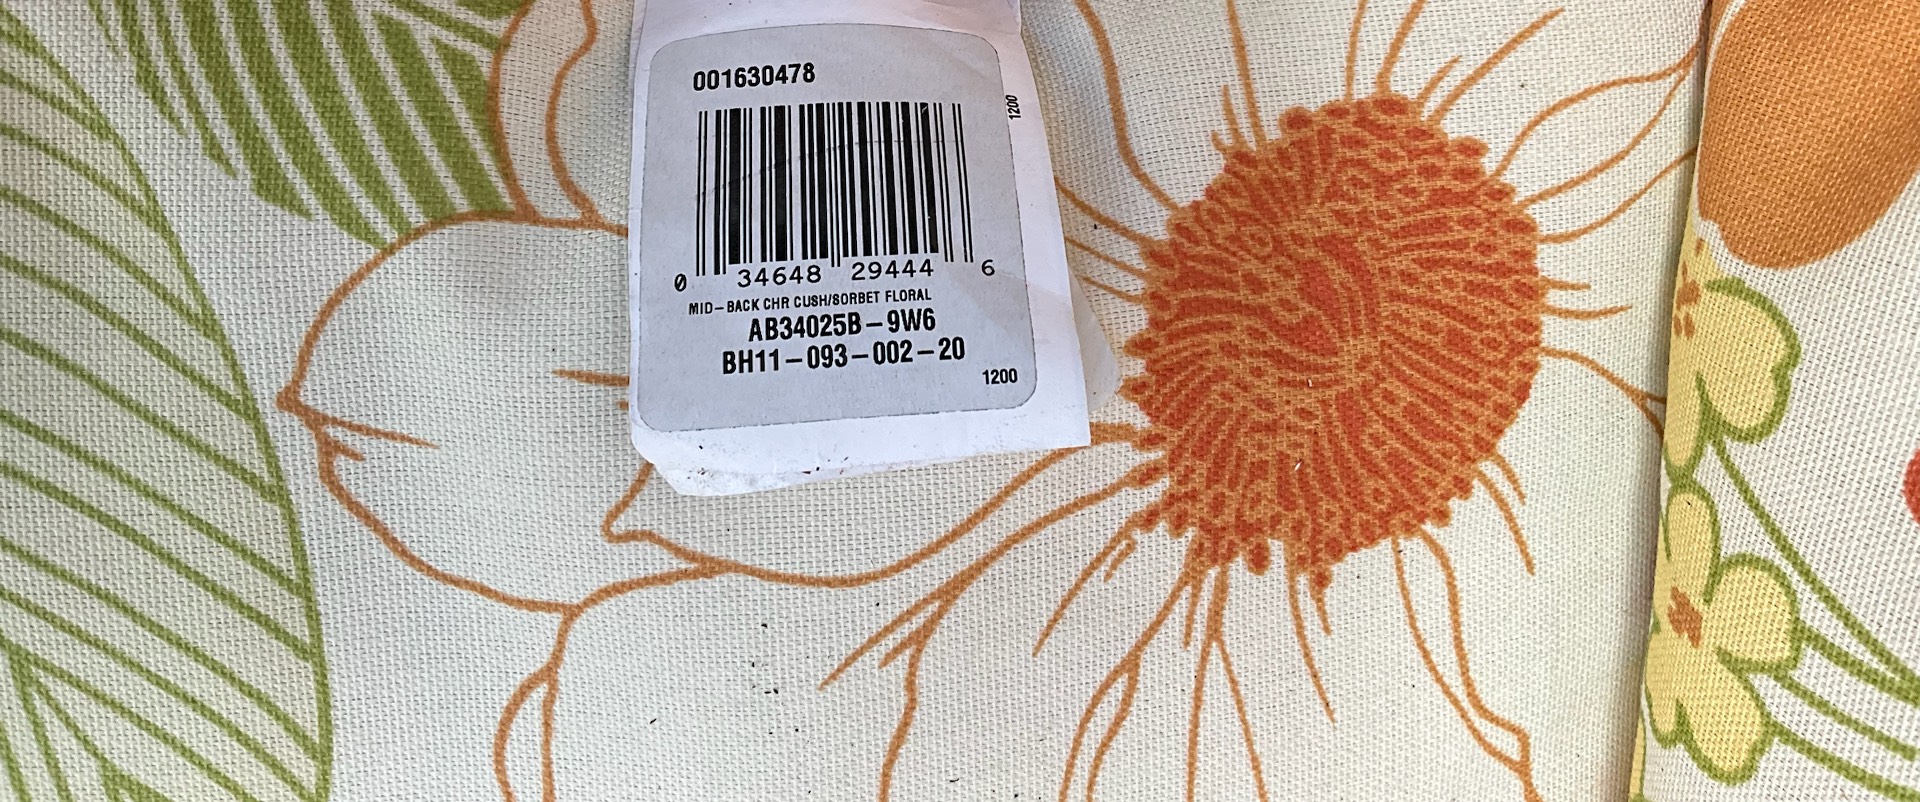 001630478
1200
0 34648 29444 6
MID-BACK CHR CUSH/SORBET FLORAL
AB34025B-9W6
BH11-093-002-20
1200